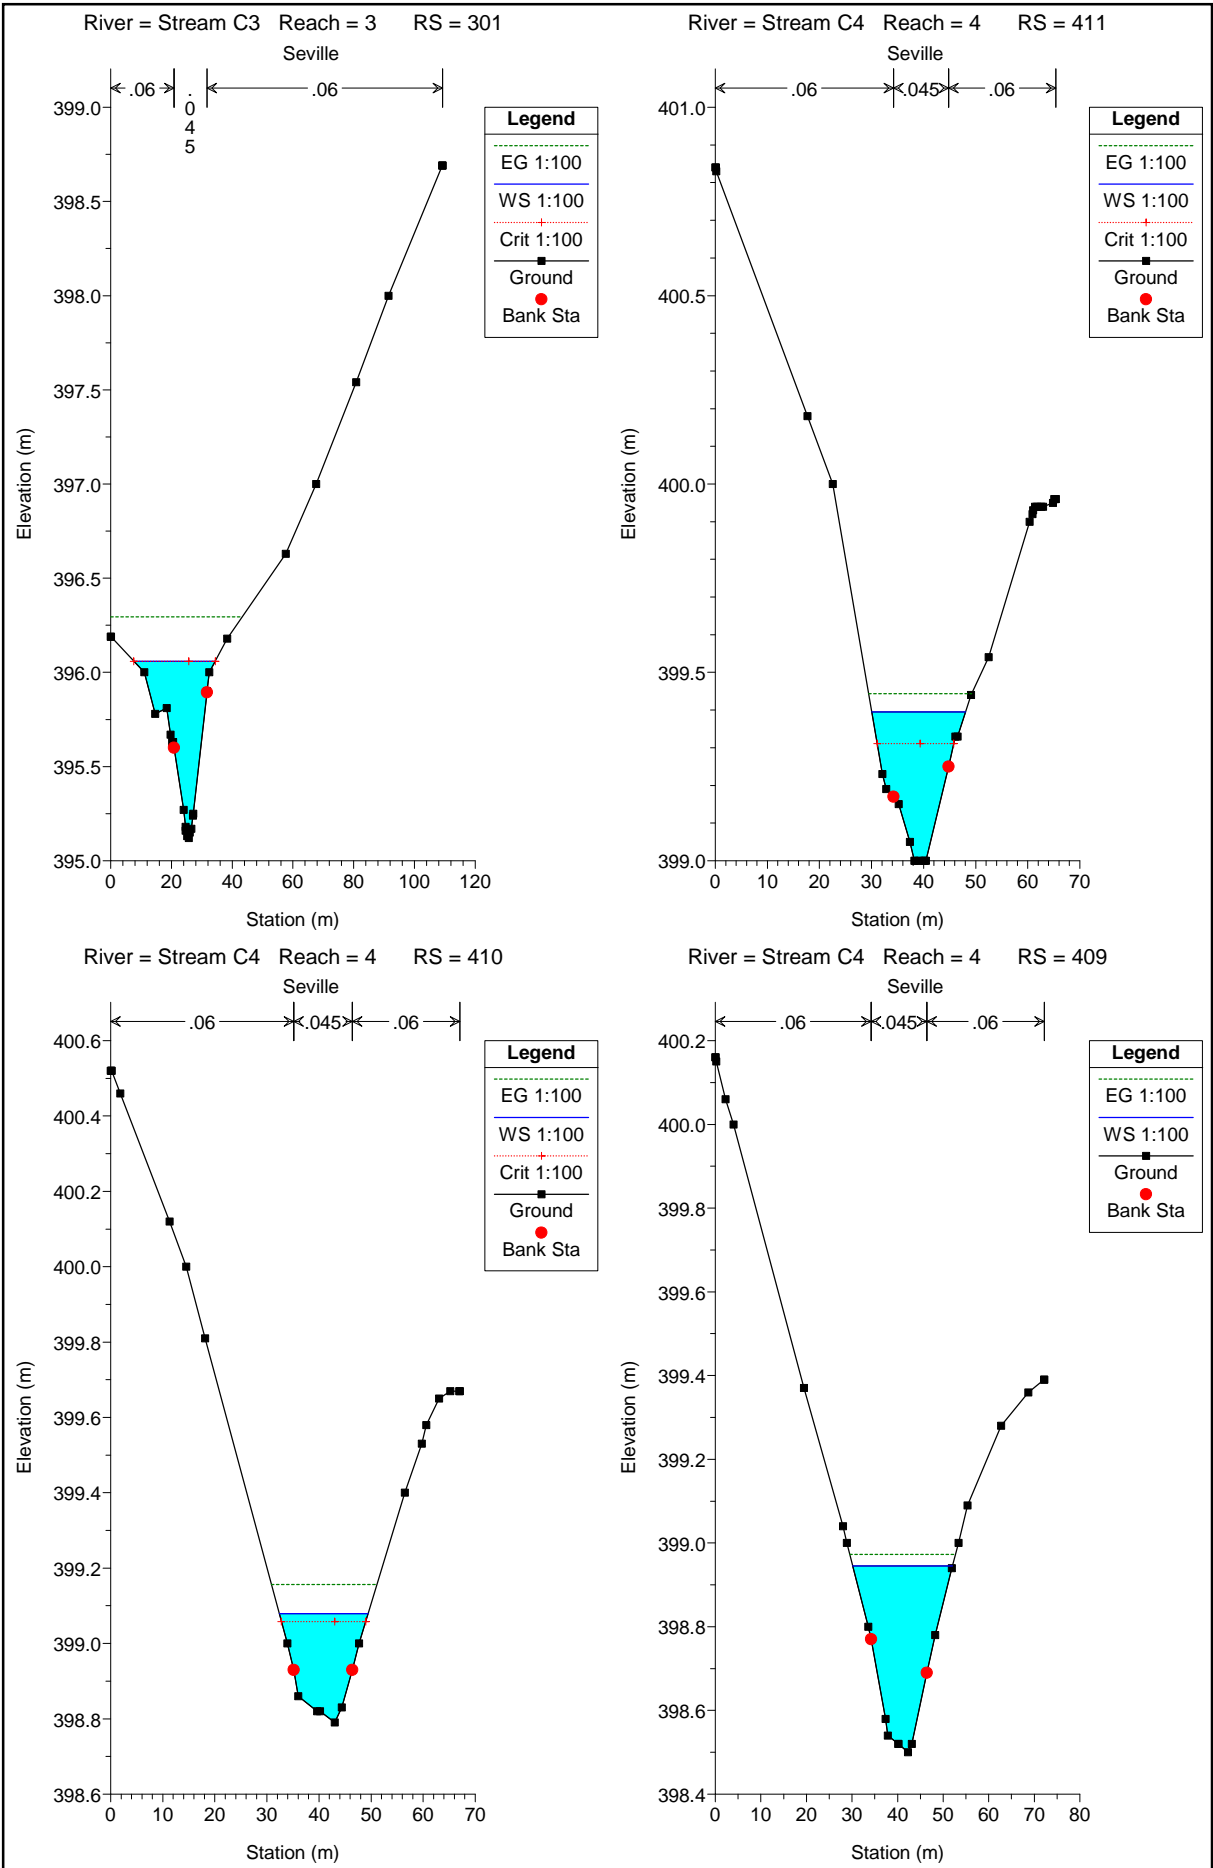 River = Stream C3 Reach = 3 RS = 301
Seville
.06 .045 .06
399.0
398.5
398.0
397.5
397.0
396.5
396.0
395.5
395.0
Elevation (m)
0 20 40 60 80 100 120
Station (m)
Legend
EG 1:100
WS 1:100
Crit 1:100
Ground
Bank Sta
River = Stream C4 Reach = 4 RS = 411
Seville
.06 .045 .06
401.0
400.5
400.0
399.5
399.0
Elevation (m)
0 10 20 30 40 50 60 70
Station (m)
Legend
EG 1:100
WS 1:100
Crit 1:100
Ground
Bank Sta
River = Stream C4 Reach = 4 RS = 410
Seville
.06 .045 .06
400.6
400.4
400.2
400.0
399.8
399.6
399.4
399.2
399.0
398.8
398.6
Elevation (m)
0 10 20 30 40 50 60 70
Station (m)
Legend
EG 1:100
WS 1:100
Crit 1:100
Ground
Bank Sta
River = Stream C4 Reach = 4 RS = 409
Seville
.06 .045 .06
400.2
400.0
399.8
399.6
399.4
399.2
399.0
398.8
398.6
398.4
Elevation (m)
0 10 20 30 40 50 60 70 80
Station (m)
Legend
EG 1:100
WS 1:100
Ground
Bank Sta